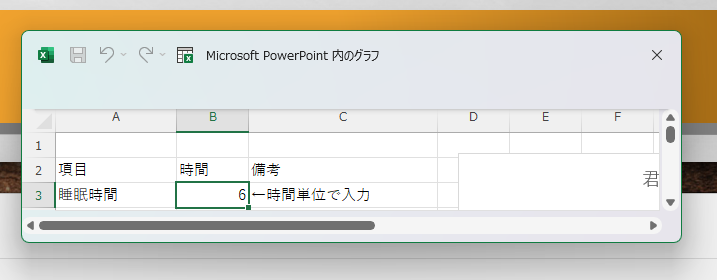 Microsoft PowerPoint 内のグラフ
A B C D E F
1
2 項目 時間 備考
君
3 睡眠時間 6 ←時間単位で入力